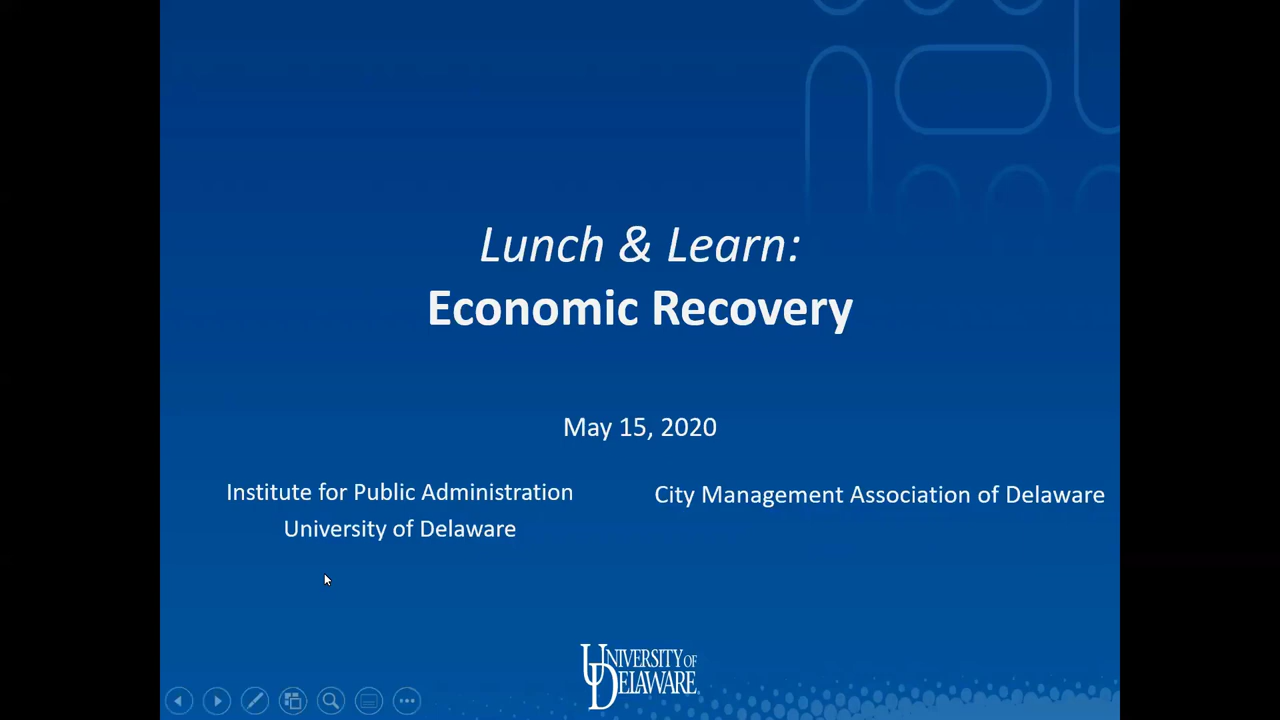 Lunch & Learn:
Economic Recovery
May 15, 2020
Institute for Public Administration
University of Delaware
City Management Association of Delaware
UNIVERSITY OF
DELAWARE